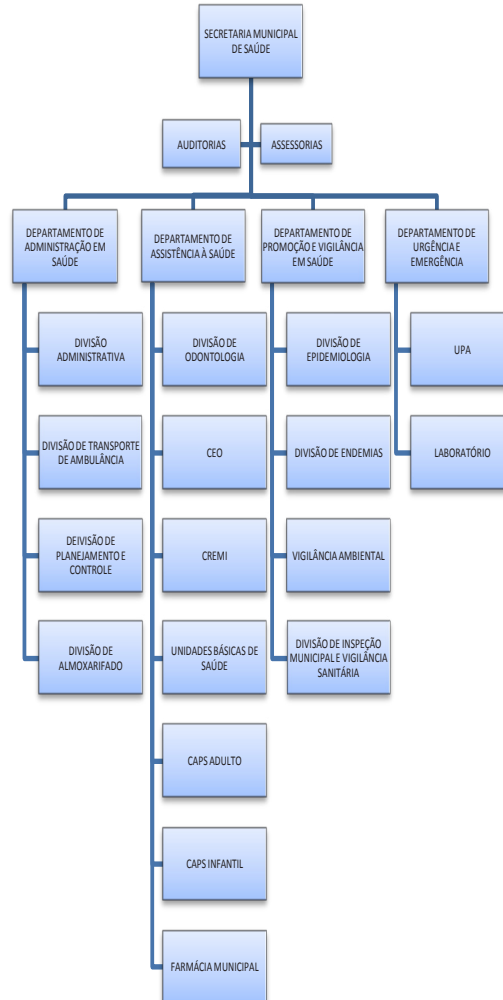 SECRETARIA MUNICIPAL
DE SAÚDE
AUDITORIAS
ASSESSORIAS
DEPARTAMENTO DE
ADMINISTRAÇÃO EM
SAÚDE
DEPARTAMENTO DE
ASSISTÊNCIA À SAÚDE
DEPARTAMENTO DE
PROMOÇÃO E VIGILÂNCIA
EM SAÚDE
DEPARTAMENTO DE
URGÊNCIA E
EMERGÊNCIA
DIVISÃO
ADMINISTRATIVA
DIVISÃO DE TRANSPORTE
DE AMBULÂNCIA
DEIVISÃO DE
PLANEJAMENTO E
CONTROLE
DIVISÃO DE
ALMOXARIFADO
DIVISÃO DE
ODONTOLOGIA
CEO
CREMI
UNIDADES BÁSICAS DE
SAÚDE
CAPS ADULTO
CAPS INFANTIL
FARMÁCIA MUNICIPAL
DIVISÃO DE
EPIDEMIOLOGIA
DIVISÃO DE ENDEMIAS
VIGILÂNCIA AMBIENTAL
DIVISÃO DE INSPEÇÃO
MUNICIPAL E VIGILÂNCIA
SANITÁRIA
UPA
LABORATÓRIO